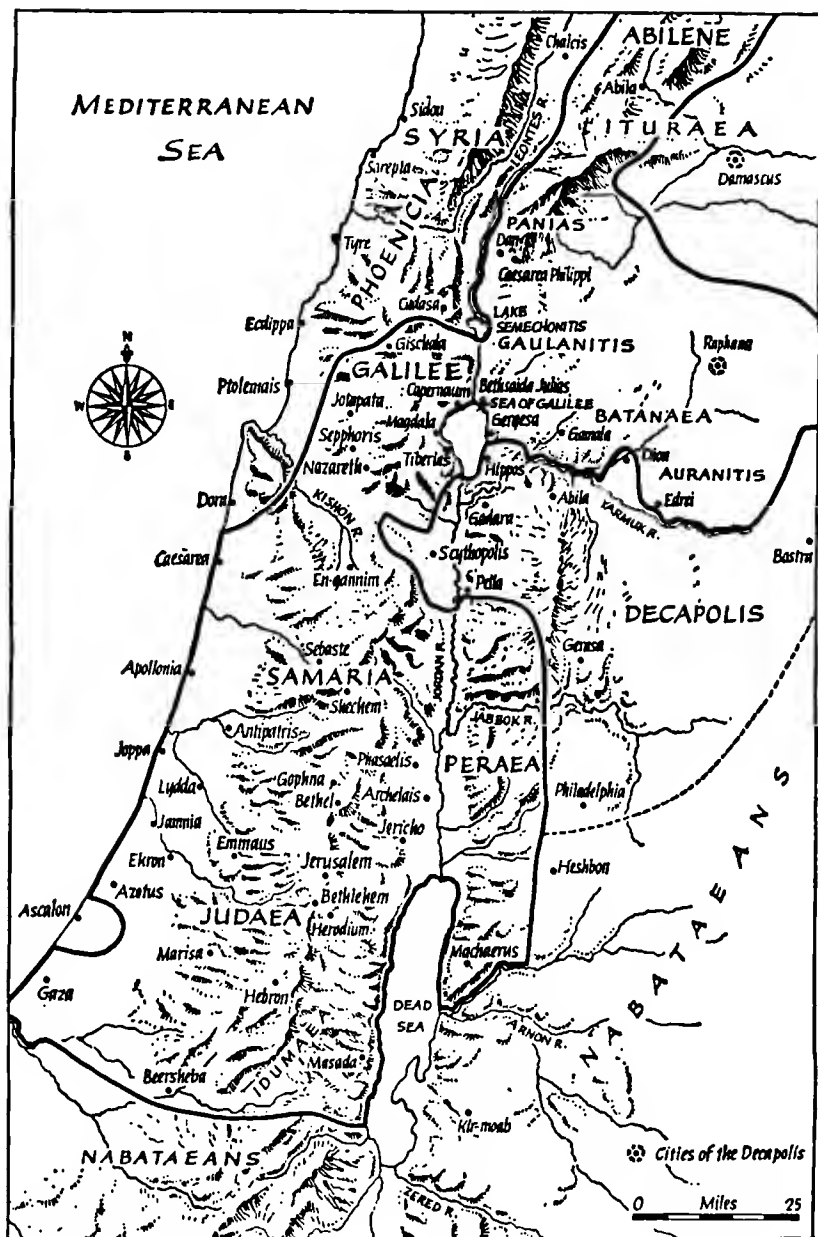 ABILENE
Chalcis
MEDITERRANEAN
SEA
Abila
Sidon
SYRIA
LEONTES R.
ITURAEA
Sarepta
Damascus
PHOENICIA
PANIAS
Dan
Tyre
Caesarea Philippi
LAKE
SEMECHONITIS
Ecdippa
GAULANITIS
Gischala
Raphana
GALILEE
N
W
E
S
Ptolemais
Capernaum
Bethsaida Julias
SEA OF GALILEE
Jotapata
BATANAEA
Magdala
Gergesa
Gamala
Sepphoris
Tiberias
Dion
Nazareth
Hippos
AURANITIS
Dora
KISHON R.
Abila
Edrei
Gadara
YARMUK R.
Caesarea
Scythopolis
Bostra
En-gannim
Pella
DECAPOLIS
Sebaste
Gerasa
Apollonia
SAMARIA
JORDAN R.
Shechem
JABBOK R.
Antipatris
Joppa
Phasaelis
PERAEA
Lydda
Gophna
Bethel
Archelais
Philadelphia
Jamnia
Jericho
Emmaus
Ekron
Jerusalem
Heshbon
Azotus
Bethlehem
Ascalon
JUDAEA
Herodium
NABATAEANS
Marisa
Machaerus
Gaza
Hebron
DEAD
SEA
ARNON R.
IDUMAEA
Masada
Beersheba
Kir-moab
NABATAEANS
Cities of the Decapolis
ZERED R.
0 Miles 25